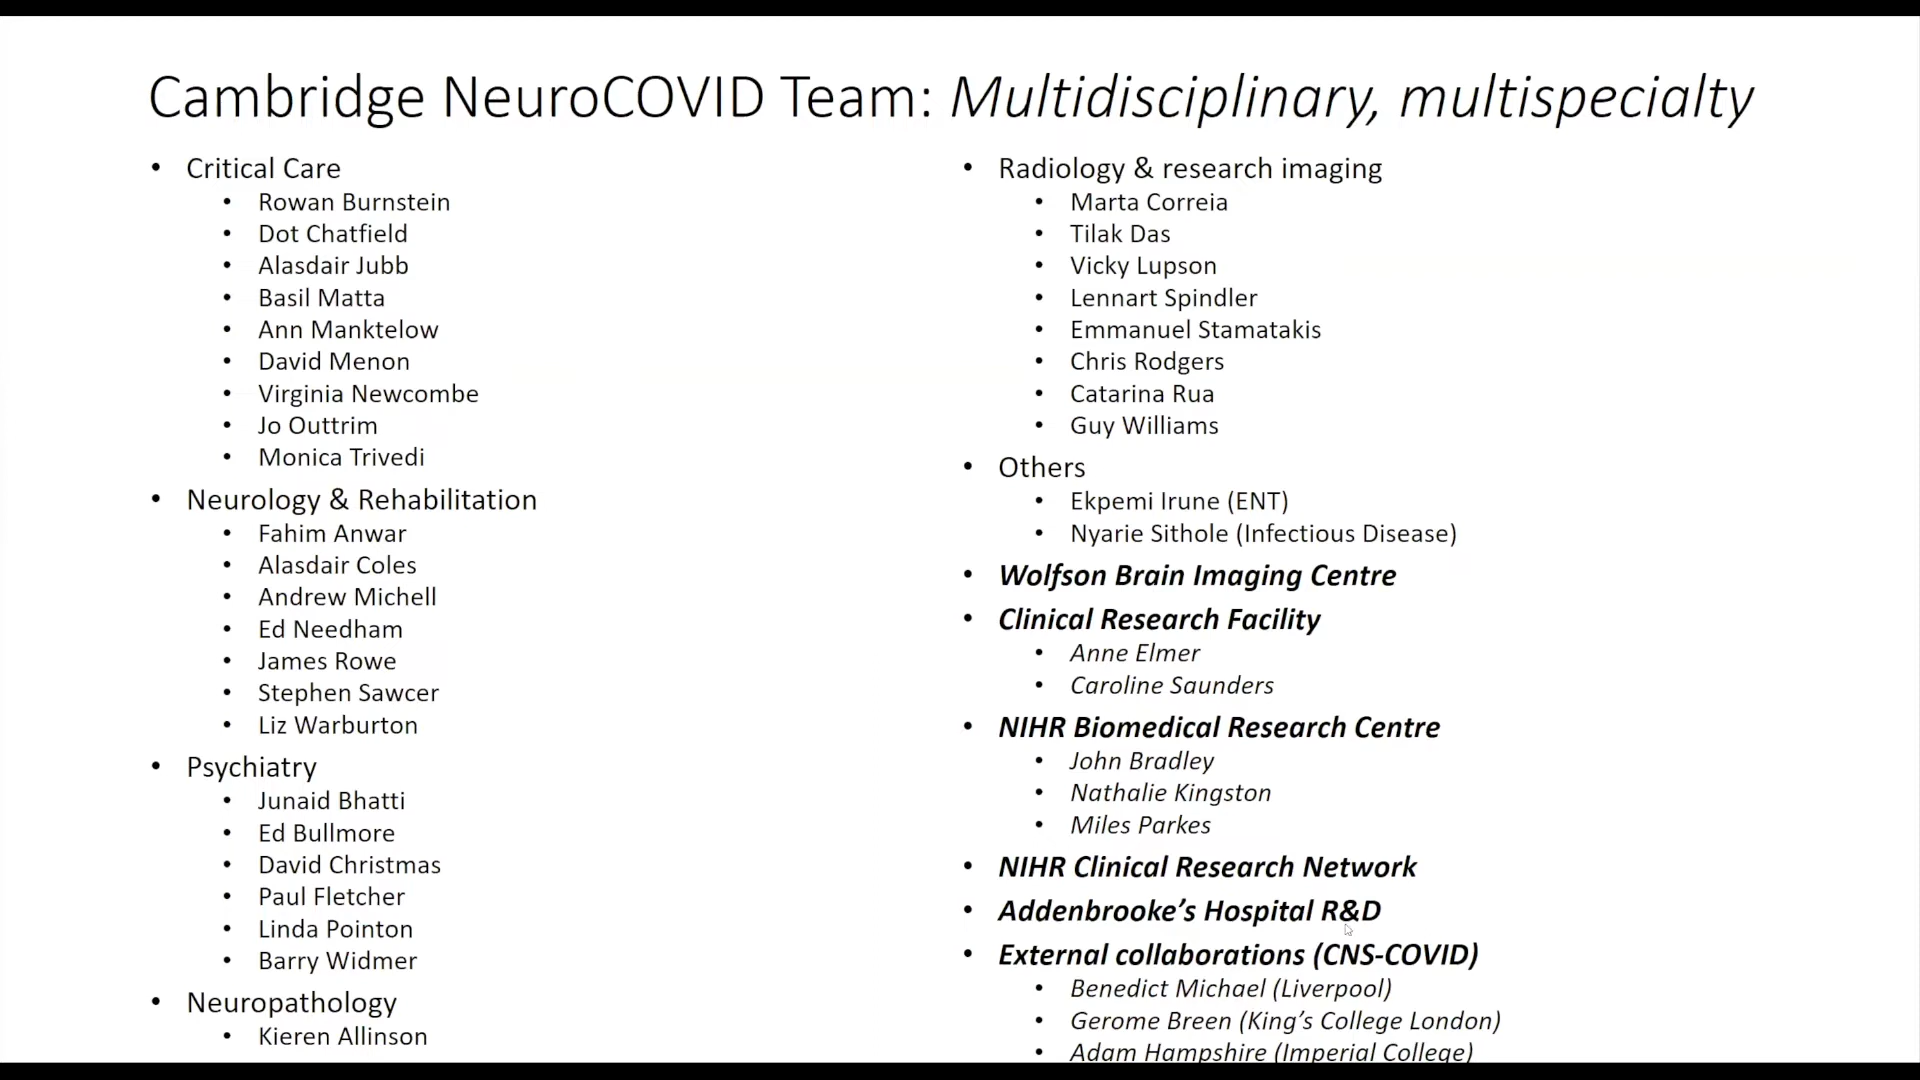 Cambridge NeuroCOVID Team: Multidisciplinary, multispecialty
• Critical Care
• Rowan Burnstein
• Dot Chatfield
• Alasdair Jubb
• Basil Matta
• Ann Manktelow
• David Menon
• Virginia Newcombe
• Jo Outtrim
• Monica Trivedi
• Neurology & Rehabilitation
• Fahim Anwar
• Alasdair Coles
• Andrew Michell
• Ed Needham
• James Rowe
• Stephen Sawcer
• Liz Warburton
• Psychiatry
• Junaid Bhatti
• Ed Bullmore
• David Christmas
• Paul Fletcher
• Linda Pointon
• Barry Widmer
• Neuropathology
• Kieren Allinson
• Radiology & research imaging
• Marta Correia
• Tilak Das
• Vicky Lupson
• Lennart Spindler
• Emmanuel Stamatakis
• Chris Rodgers
• Catarina Rua
• Guy Williams
• Others
• Ekpemi Irune (ENT)
• Nyarie Sithole (Infectious Disease)
• Wolfson Brain Imaging Centre
• Clinical Research Facility
• Anne Elmer
• Caroline Saunders
• NIHR Biomedical Research Centre
• John Bradley
• Nathalie Kingston
• Miles Parkes
• NIHR Clinical Research Network
• Addenbrooke’s Hospital R&D
• External collaborations (CNS-COVID)
• Benedict Michael (Liverpool)
• Gerome Breen (King’s College London)
• Adam Hampshire (Imperial College)